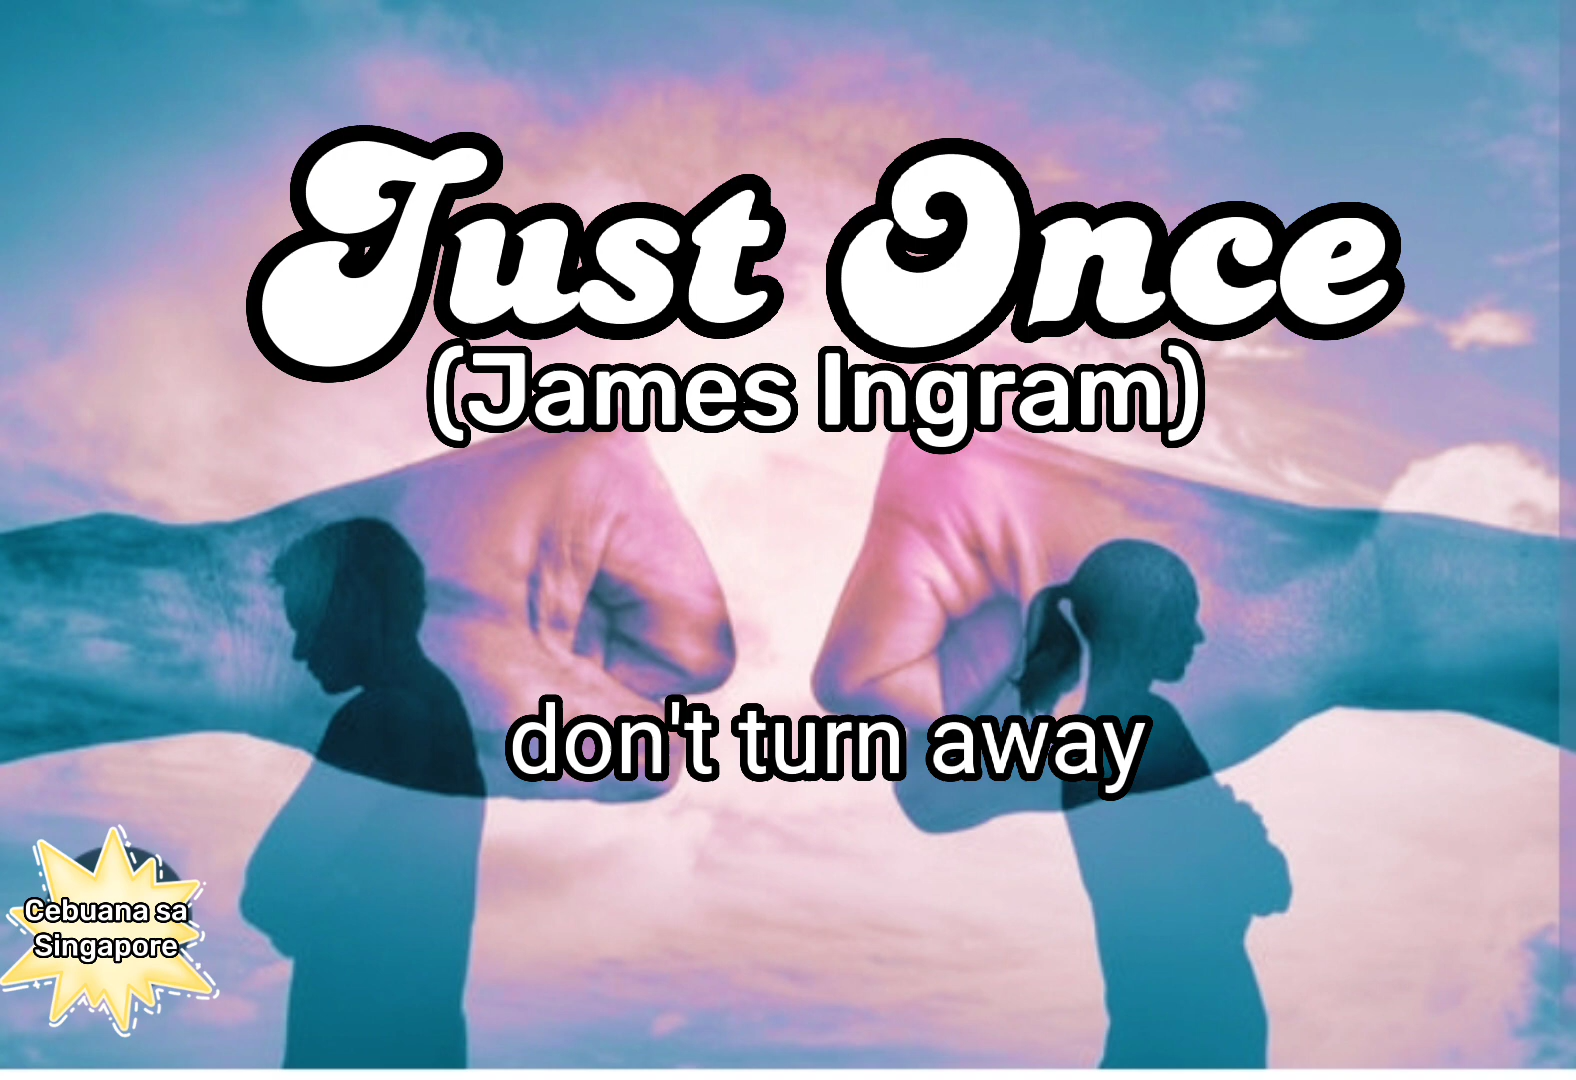 Just Once
(James Ingram)
don't turn away
Cebuana sa
Singapore